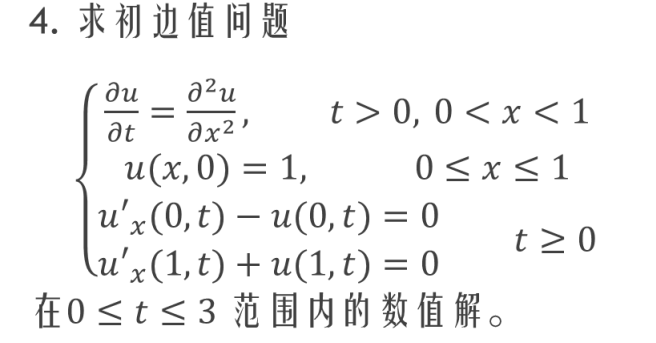 4. 求初边值问题
∂u/∂t = ∂²u/∂x², t > 0, 0 < x < 1
u(x, 0) = 1, 0 ≤ x ≤ 1
u′ₓ(0, t) − u(0, t) = 0
t ≥ 0
u′ₓ(1, t) + u(1, t) = 0
在0 ≤ t ≤ 3 范围内的数值解。